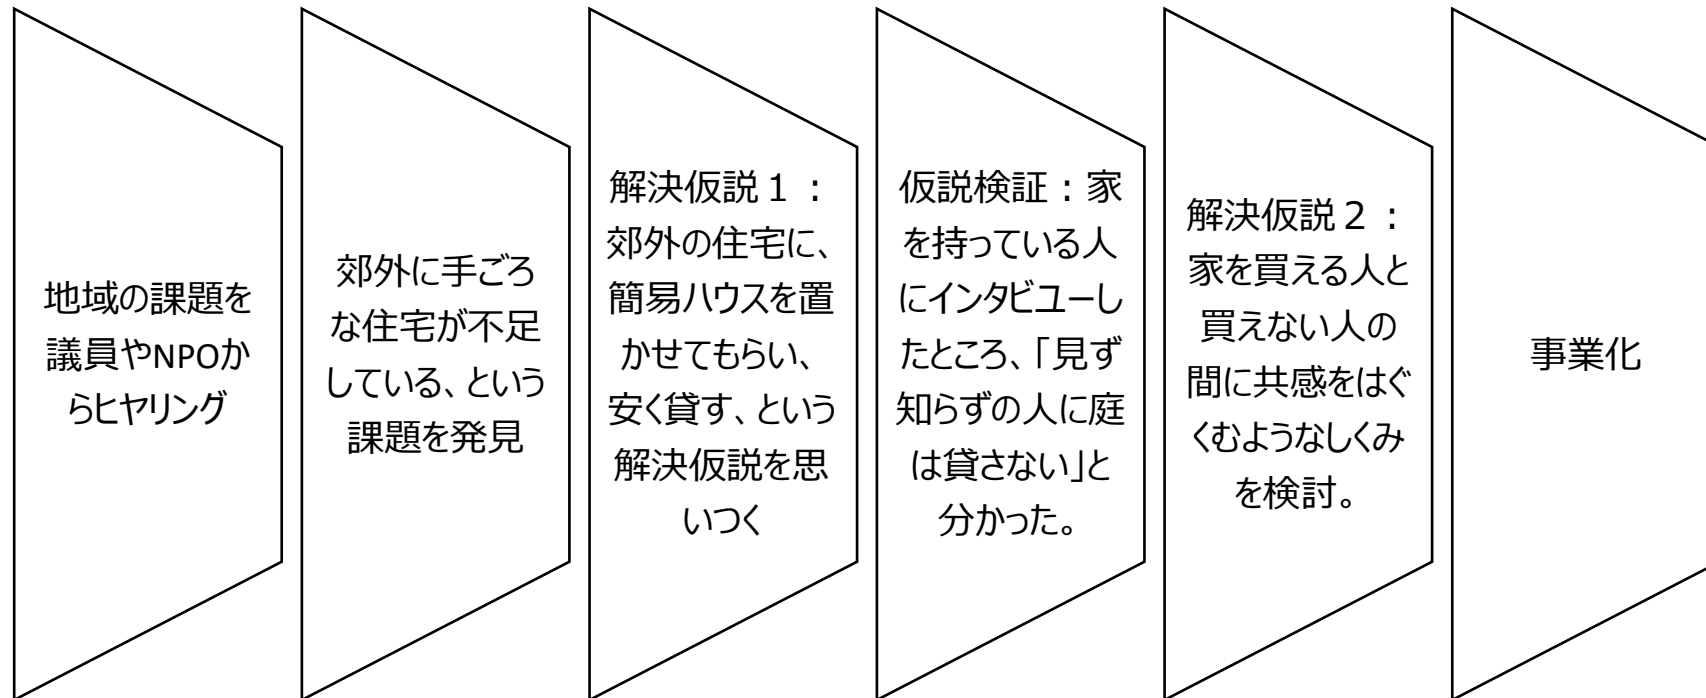 地域の課題を
議員やNPOか
らヒヤリング
郊外に手ごろ
な住宅が不足
している、という
課題を発見
解決仮説１：
郊外の住宅に、
簡易ハウスを置
かせてもらい、
安く貸す、という
解決仮説を思
いつく
仮説検証：家
を持っている人
にインタビューし
たところ、「見ず
知らずの人に庭
は貸さない」と
分かった。
解決仮説２：
家を買える人と
買えない人の
間に共感をはぐ
くむようなしくみ
を検討。
事業化